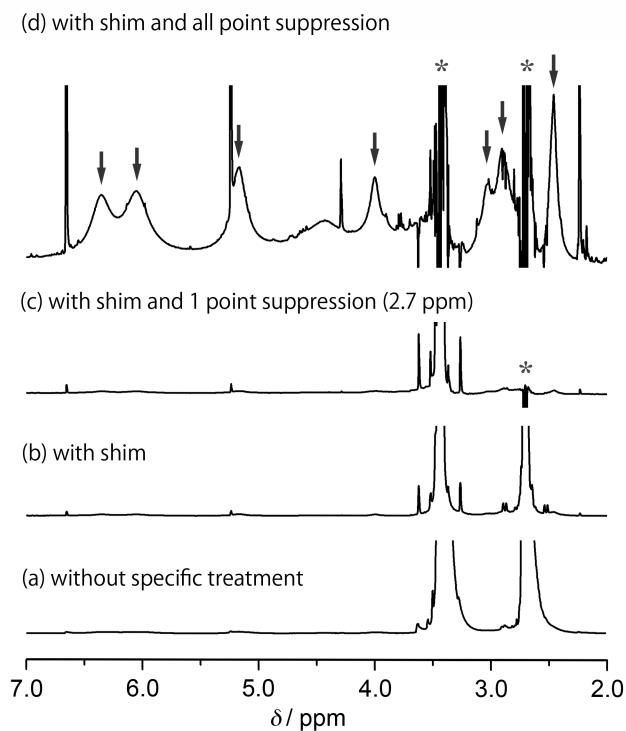 (d) with shim and all point suppression
* *
(c) with shim and 1 point suppression (2.7 ppm)
*
(b) with shim
(a) without specific treatment
7.0 6.0 5.0 4.0 3.0 2.0
δ / ppm